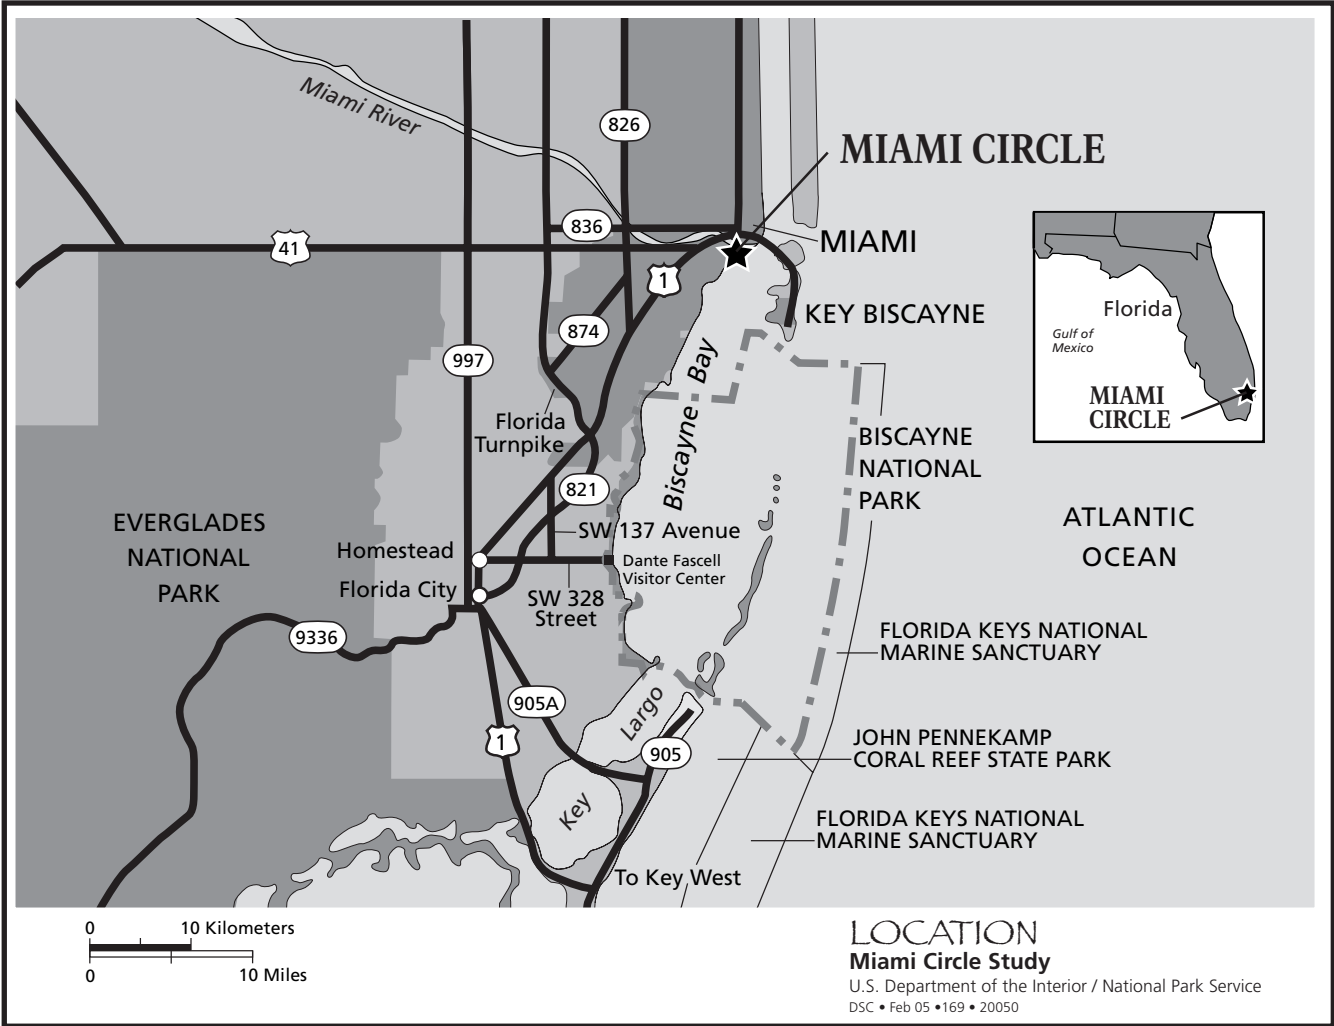 Miami River
826
MIAMI CIRCLE
836
41
MIAMI
1
KEY BISCAYNE
874
997
Florida
Gulf of
Mexico
MIAMI
CIRCLE
Biscayne Bay
Florida
Turnpike
BISCAYNE
NATIONAL
PARK
821
EVERGLADES
NATIONAL
PARK
ATLANTIC
OCEAN
SW 137 Avenue
Homestead
Dante Fascell
Visitor Center
Florida City
SW 328
Street
9336
FLORIDA KEYS NATIONAL
MARINE SANCTUARY
905A
Largo
1
905
JOHN PENNEKAMP
CORAL REEF STATE PARK
Key
FLORIDA KEYS NATIONAL
MARINE SANCTUARY
To Key West
0 10 Kilometers
0 10 Miles
LOCATION
Miami Circle Study
U.S. Department of the Interior / National Park Service
DSC • Feb 05 •169 • 20050